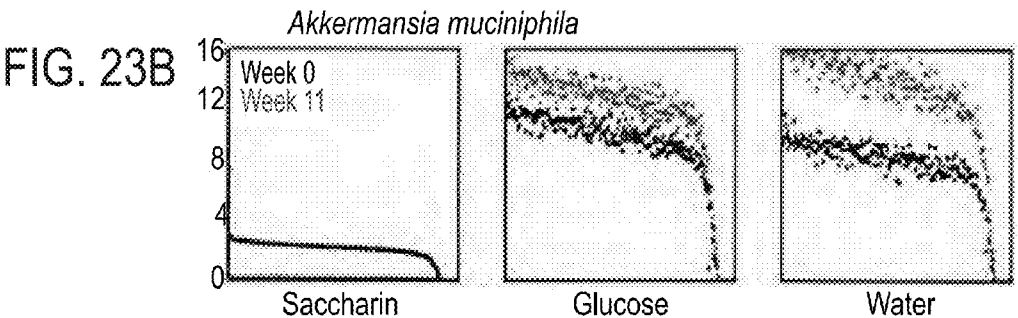 Akkermansia muciniphila
FIG. 23B
16
12
8
4
0
Week 0
Week 11
Saccharin
Glucose
Water